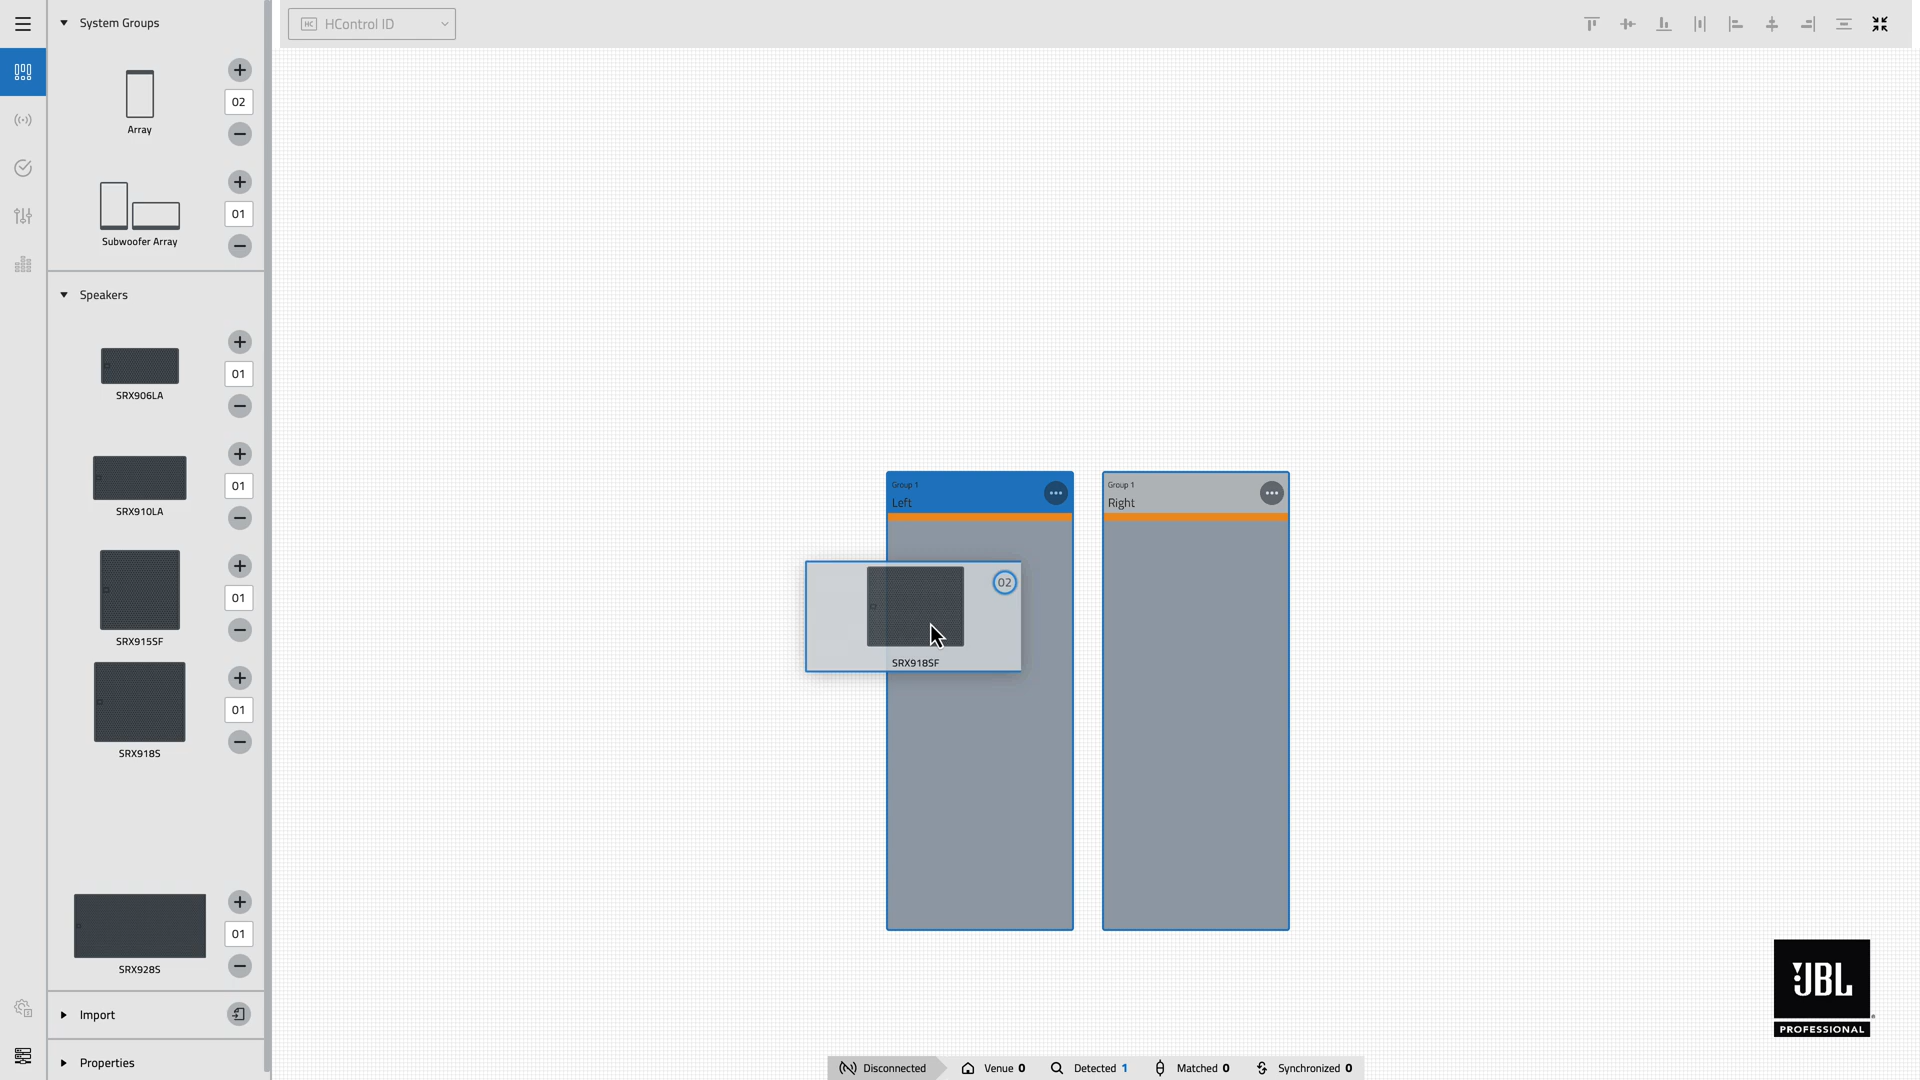 System Groups
HC HControl ID
02
Array
01
Subwoofer Array
Speakers
01
SRX906LA
01
SRX910LA
01
SRX915SF
01
SRX918S
01
SRX928S
Import
Properties
Group 1
Left
Group 1
Right
02
SRX918SF
JBL
PROFESSIONAL
Disconnected
Venue 0
Detected 1
Matched 0
Synchronized 0